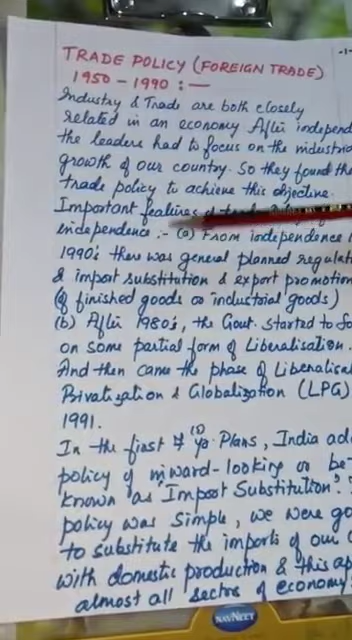 -1-
TRADE POLICY (FOREIGN TRADE)
1950 - 1990 : —
Industry & Trade are both closely
related in an economy After independ
the leaders had to focus on the industria
growth of our country. So they found the
trade policy to achieve this objective.
Important features of
independence :- (a) From independence
1990's there was general planned regulat
& import substitution & export promotion
(of finished goods or industrial goods)
(b) After 1980's, the Govt. started to fo
on some partial form of Liberalisation.
And then came the phase of Liberalisa
Privatization & Globalization (LPG)
1991.
In the first 7 Plans, India ad
policy of inward-looking or be
known as 'Import Substitution'.
policy was simple, we were go
to substitute the imports of our
with domestic production & this ap
almost all sectors of economy.
NAVNEET